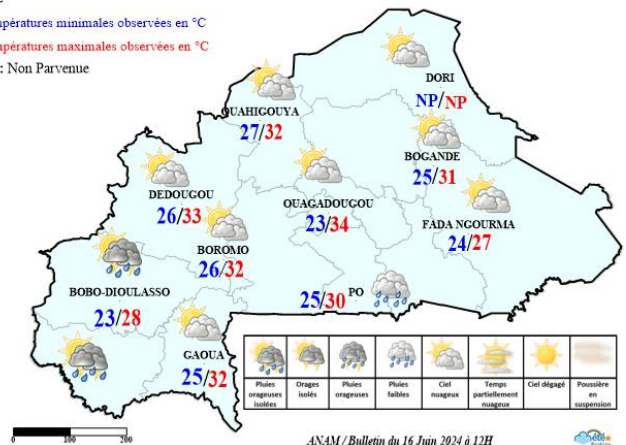 températures minimales observées en °C
températures maximales observées en °C
: Non Parvenue
DORI
NP/NP
OUAHIGOUYA
27/32
BOGANDE
25/31
DEDOUGOU
26/33
OUAGADOUGOU
23/34
FADA NGOURMA
24/27
BOROMO
26/32
BOBO-DIOULASSO
23/28
25/30 PO
GAOUA
25/32
Pluies orageuses isolées
Orages isolés
Pluies orageuses
Pluies faibles
Ciel nuageux
Temps partiellement nuageux
Ciel dégagé
Poussière en suspension
0 100 200
ANAM / Bulletin du 16 Juin 2024 à 12H
météo